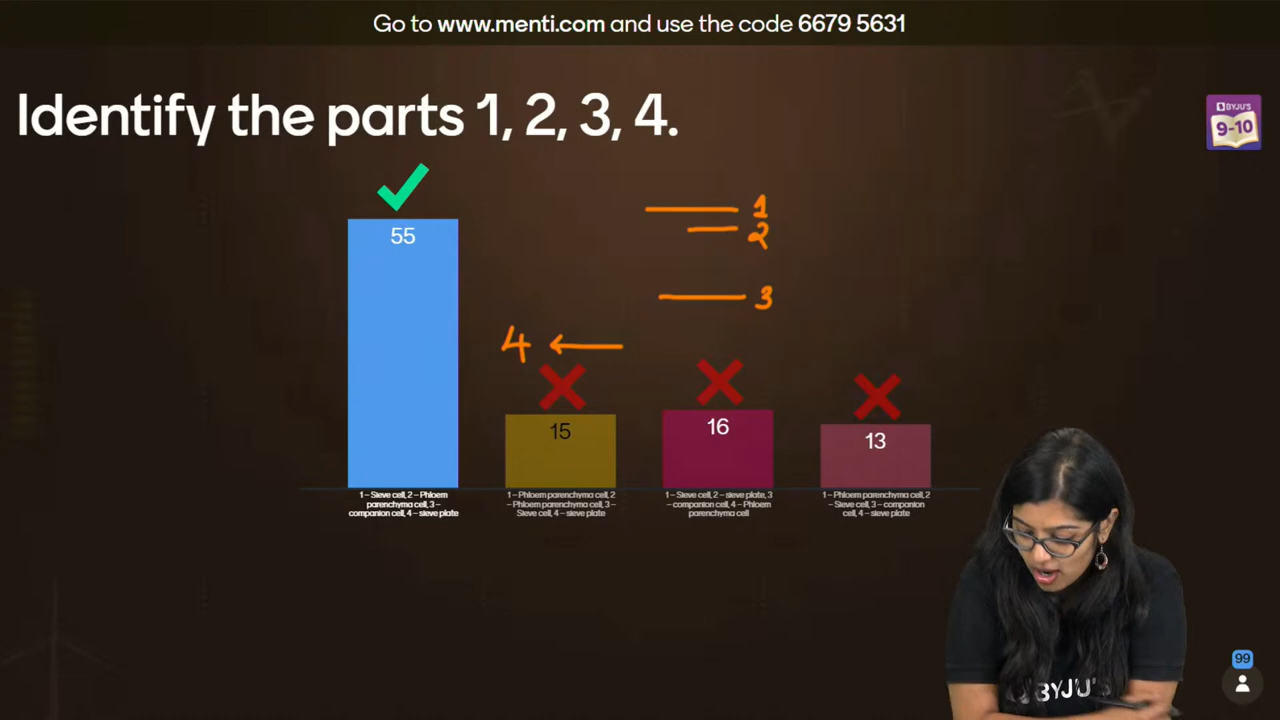 Go to www.menti.com and use the code 6679 5631
Identify the parts 1, 2, 3, 4.
BYJU'S
9-10
1
2
3
4
55
15
16
13
1 – Sieve cell, 2 – Phloem
parenchyma cell, 3 –
companion cell, 4 – sieve plate
1 – Phloem parenchyma cell, 2
– Phloem parenchyma cell, 3 –
Sieve cell, 4 – sieve plate
1 – Sieve cell, 2 – sieve plate, 3
– companion cell, 4 – Phloem
parenchyma cell
1 – Phloem parenchyma cell, 2
– Sieve cell, 3 – companion
cell, 4 – sieve plate
BYJU'S
99